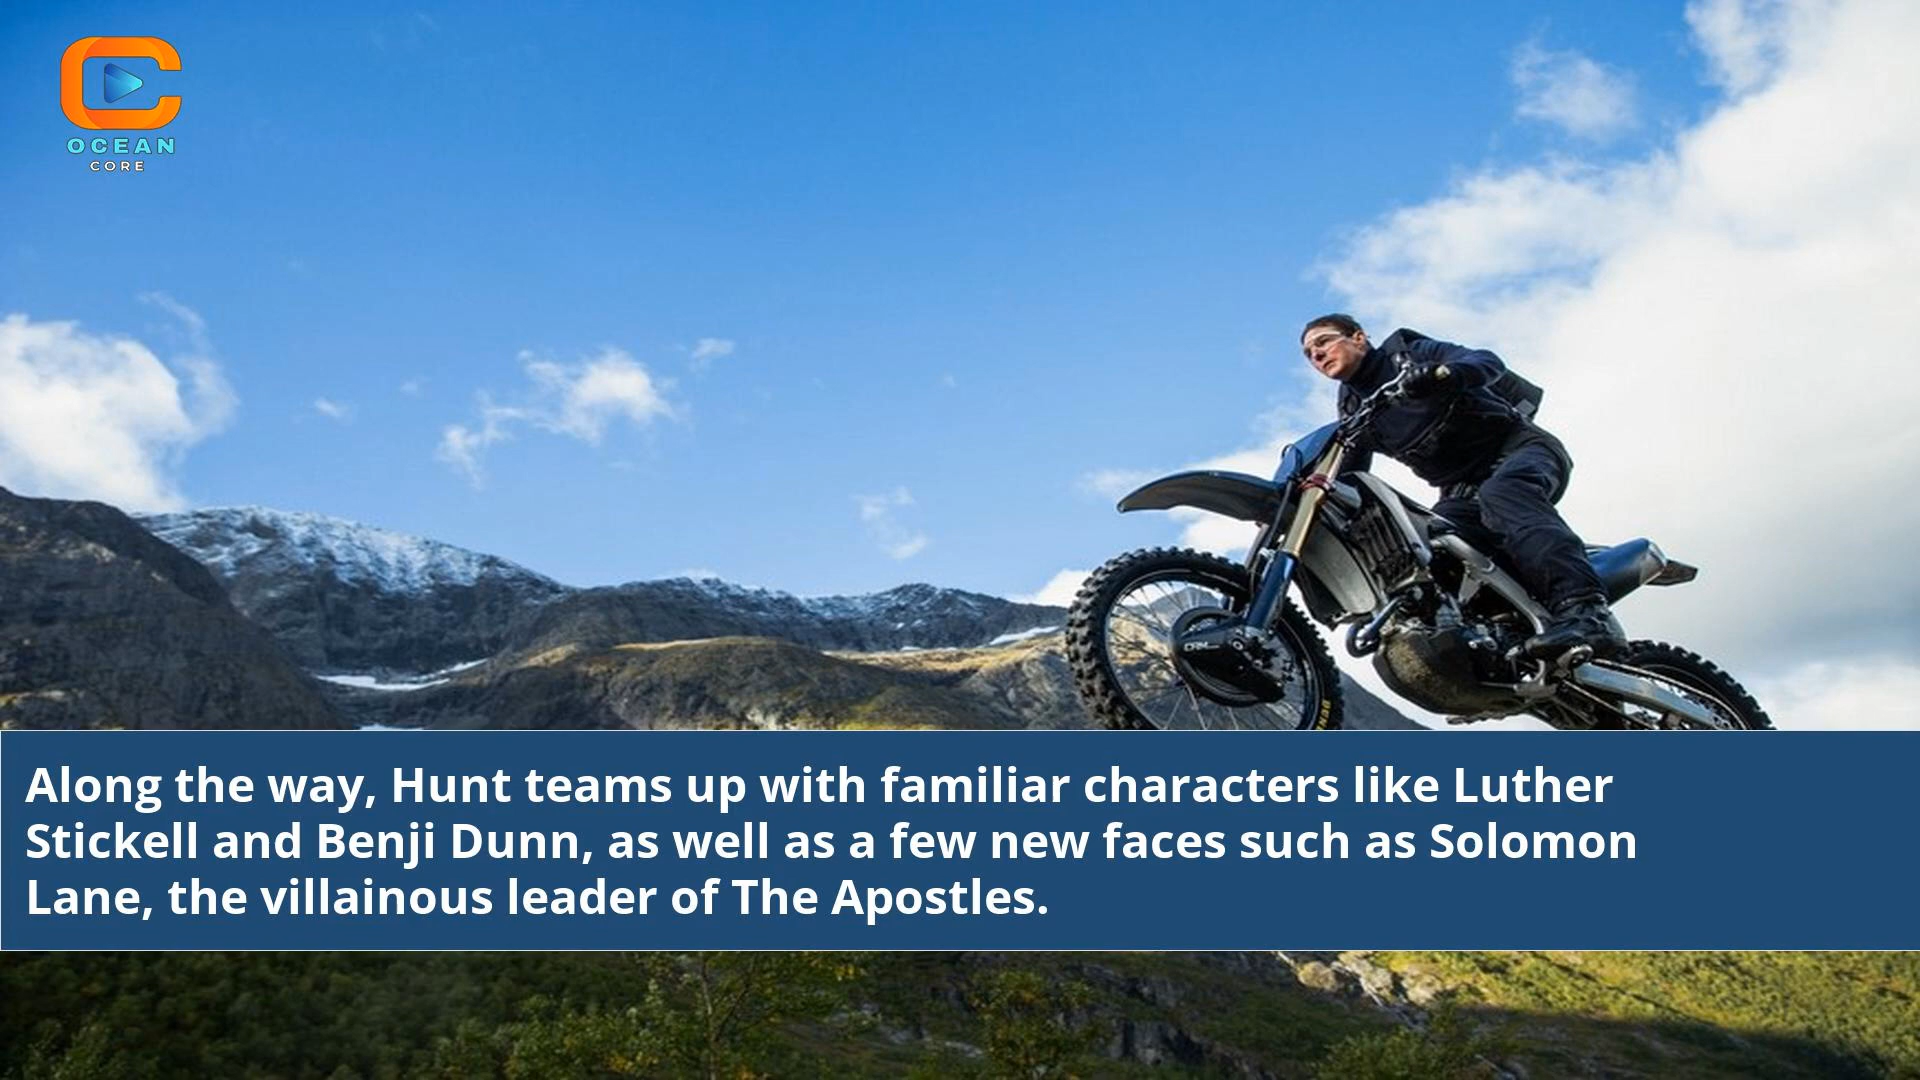 OCEAN
CORE
Along the way, Hunt teams up with familiar characters like Luther
Stickell and Benji Dunn, as well as a few new faces such as Solomon
Lane, the villainous leader of The Apostles.